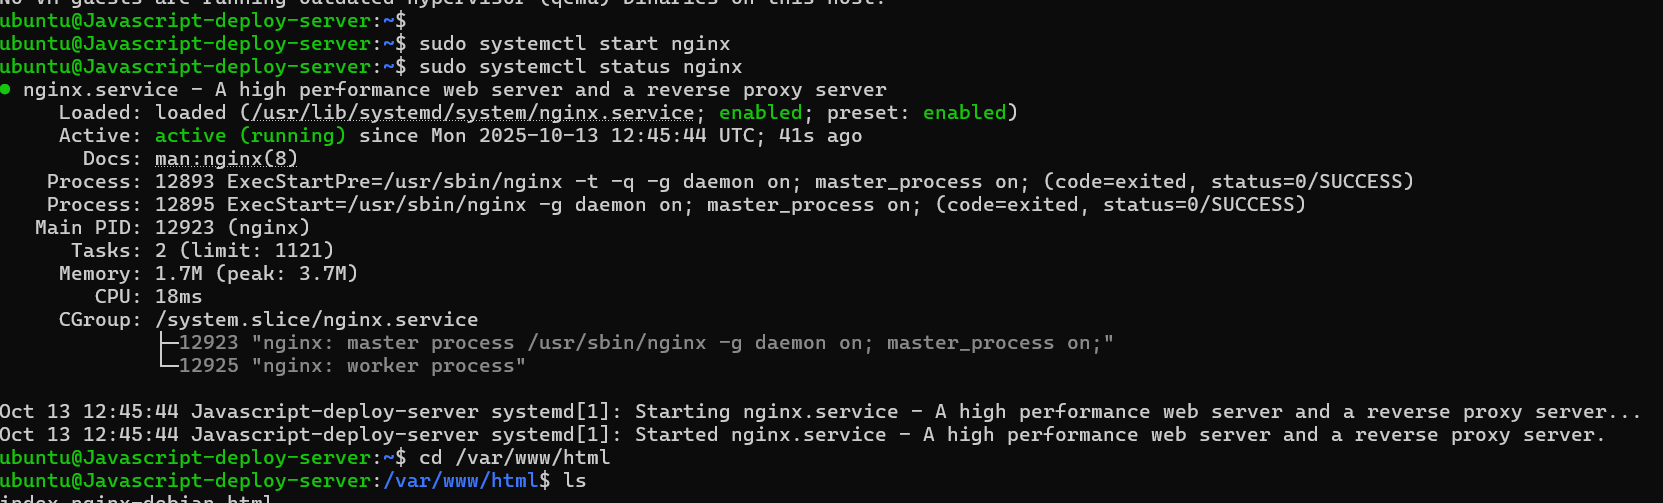 No VM guests are running outdated hypervisor (qemu) binaries on this host.
ubuntu@Javascript-deploy-server:~$
ubuntu@Javascript-deploy-server:~$ sudo systemctl start nginx
ubuntu@Javascript-deploy-server:~$ sudo systemctl status nginx
● nginx.service - A high performance web server and a reverse proxy server
     Loaded: loaded (/usr/lib/systemd/system/nginx.service; enabled; preset: enabled)
     Active: active (running) since Mon 2025-10-13 12:45:44 UTC; 41s ago
       Docs: man:nginx(8)
    Process: 12893 ExecStartPre=/usr/sbin/nginx -t -q -g daemon on; master_process on; (code=exited, status=0/SUCCESS)
    Process: 12895 ExecStart=/usr/sbin/nginx -g daemon on; master_process on; (code=exited, status=0/SUCCESS)
   Main PID: 12923 (nginx)
      Tasks: 2 (limit: 1121)
     Memory: 1.7M (peak: 3.7M)
        CPU: 18ms
     CGroup: /system.slice/nginx.service
             ├─12923 "nginx: master process /usr/sbin/nginx -g daemon on; master_process on;"
             └─12925 "nginx: worker process"
Oct 13 12:45:44 Javascript-deploy-server systemd[1]: Starting nginx.service - A high performance web server and a reverse proxy server...
Oct 13 12:45:44 Javascript-deploy-server systemd[1]: Started nginx.service - A high performance web server and a reverse proxy server.
ubuntu@Javascript-deploy-server:~$ cd /var/www/html
ubuntu@Javascript-deploy-server:/var/www/html$ ls
index.nginx-debian.html